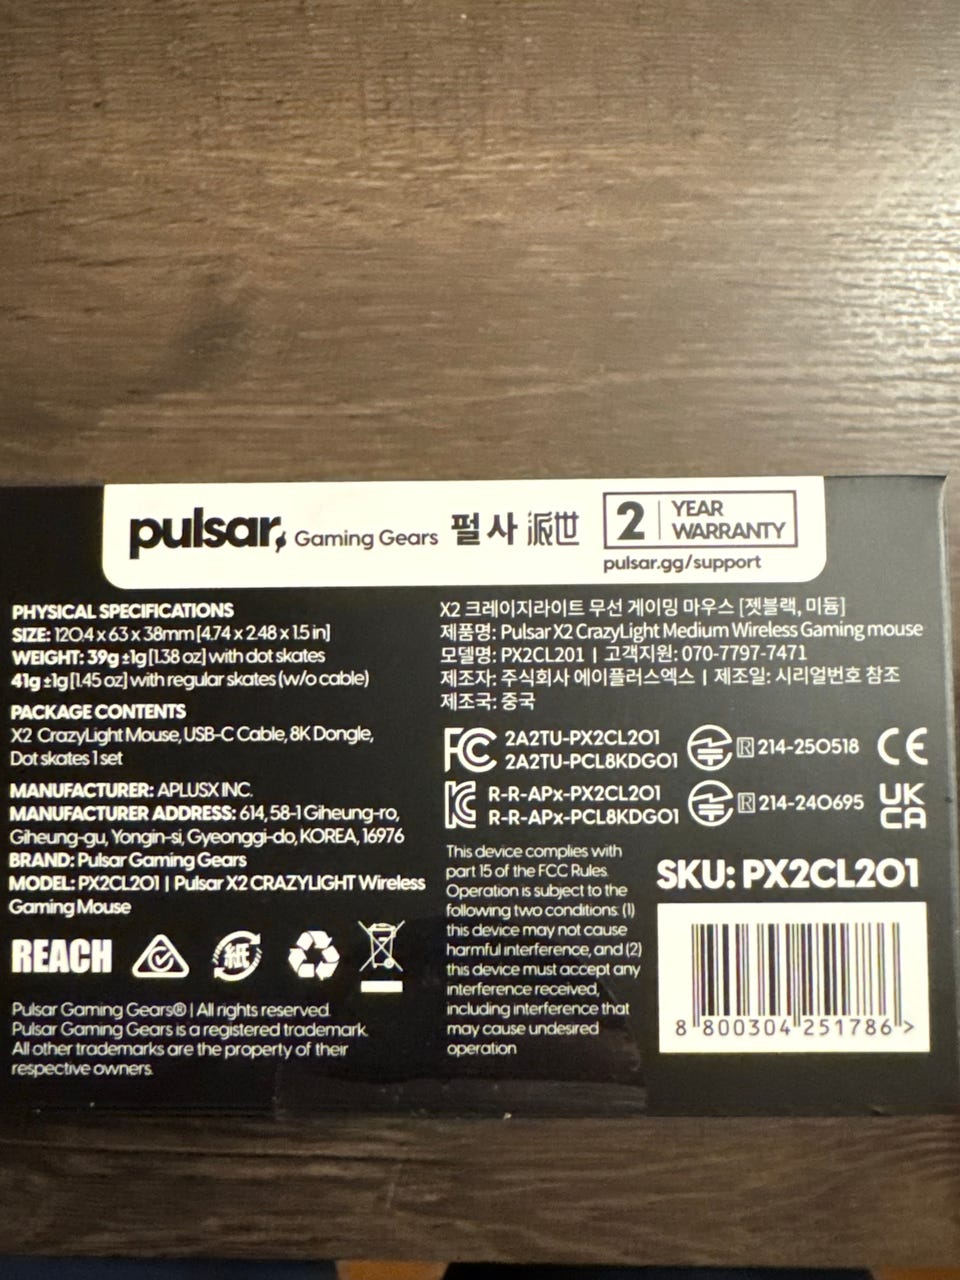 pulsar Gaming Gears 펄사 派世
2 YEAR WARRANTY
pulsar.gg/support
PHYSICAL SPECIFICATIONS
SIZE: 120.4 x 63 x 38mm [4.74 x 2.48 x 1.5 in]
WEIGHT: 39g ±1g [1.38 oz] with dot skates
41g ±1g [1.45 oz] with regular skates (w/o cable)
PACKAGE CONTENTS
X2 CrazyLight Mouse, USB-C Cable, 8K Dongle,
Dot skates 1 set
MANUFACTURER: APLUSX INC.
MANUFACTURER ADDRESS: 614, 58-1 Giheung-ro,
Giheung-gu, Yongin-si, Gyeonggi-do, KOREA, 16976
BRAND: Pulsar Gaming Gears
MODEL: PX2CL201 | Pulsar X2 CRAZYLIGHT Wireless
Gaming Mouse
REACH
紙
Pulsar Gaming Gears® | All rights reserved.
Pulsar Gaming Gears is a registered trademark.
All other trademarks are the property of their
respective owners.
X2 크레이지라이트 무선 게이밍 마우스 [젯블랙, 미듐]
제품명: Pulsar X2 CrazyLight Medium Wireless Gaming mouse
모델명: PX2CL201 | 고객지원: 070-7797-7471
제조자: 주식회사 에이플러스엑스 | 제조일: 시리얼번호 참조
제조국: 중국
FC 2A2TU-PX2CL201
2A2TU-PCL8KDG01
R 214-250518
CE
KC R-R-APx-PX2CL201
R-R-APx-PCL8KDG01
R 214-240695
UK
CA
This device complies with
part 15 of the FCC Rules.
Operation is subject to the
following two conditions: (1)
this device may not cause
harmful interference, and (2)
this device must accept any
interference received,
including interference that
may cause undesired
operation
SKU: PX2CL201
8 800304 251786 >